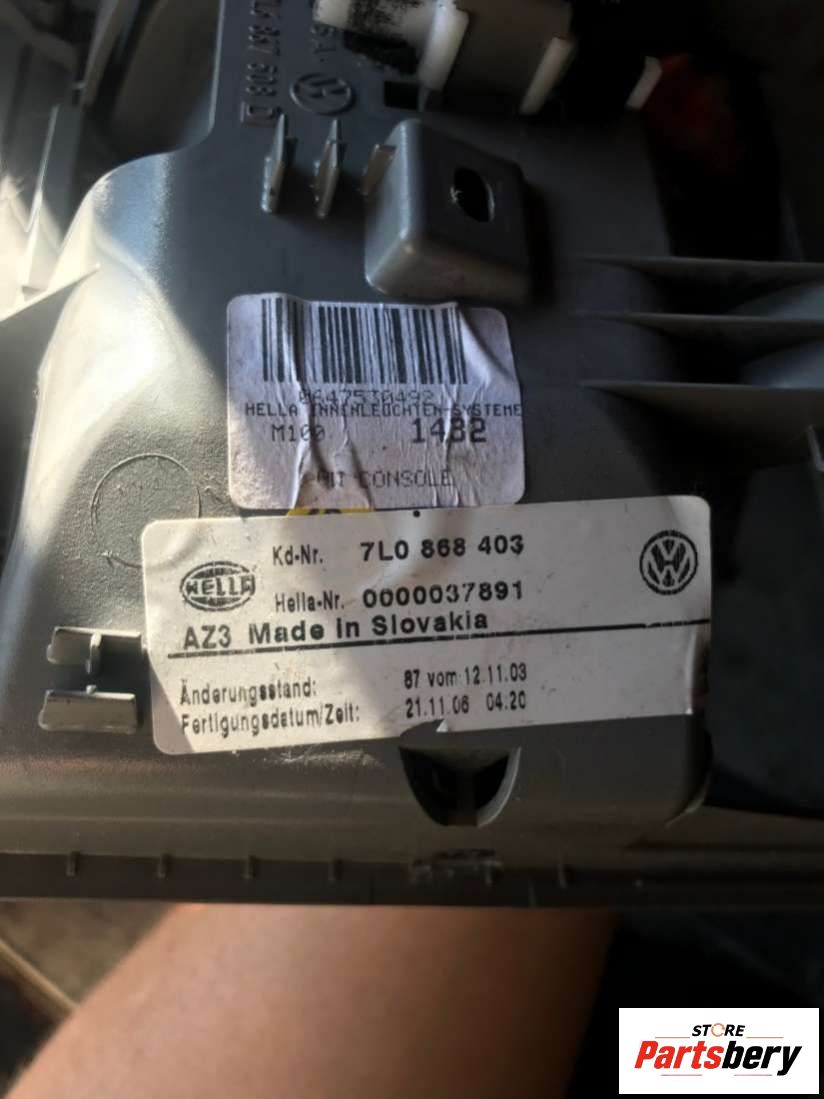 0647530492
HELLA INNENLEUCHTEN-SYSTEME
M100 1432
CONSOLE
Kd-Nr. 7L0 868 403
HELLA
Hella-Nr. 0000037891
AZ3 Made in Slovakia
Änderungsstand: 87 vom 12.11.03
Fertigungsdatum/Zeit: 21.11.06 04.20
STORE
Partsbery